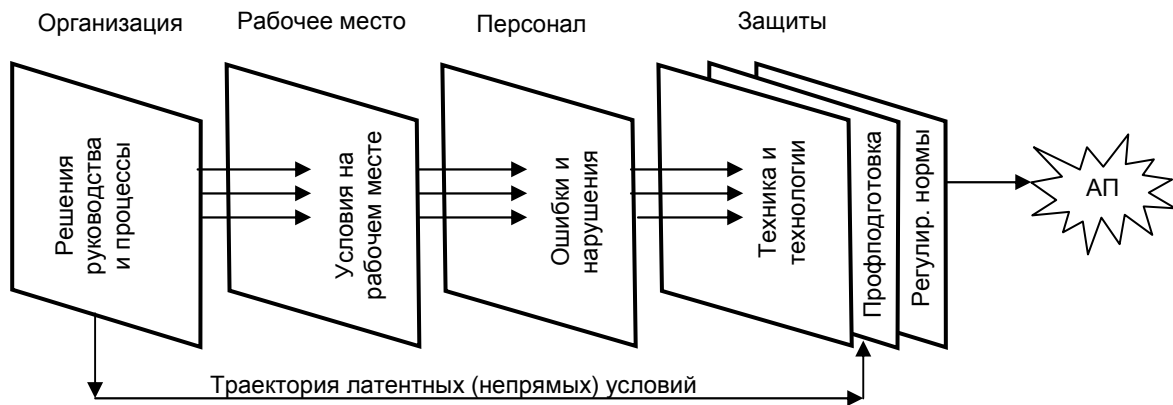 Организация
Рабочее место
Персонал
Защиты
Решения
руководства
и процессы
Условия на
рабочем месте
Ошибки и
нарушения
Техника и
технологии
Профподготовка
Регулир. нормы
АП
Траектория латентных (непрямых) условий